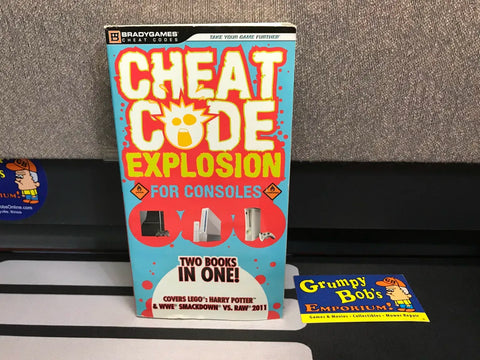 BRADYGAMES
CHEAT CODES
TAKE YOUR GAME FURTHER
CHEAT
CODE
EXPLOSION
FOR CONSOLES
TWO BOOKS
IN ONE!
COVERS LEGO®: HARRY POTTER™
& WWE® SMACKDOWN® VS. RAW® 2011
Grumpy
Bob's
EMPORIUM!
Games & Movies • Collectibles • Mower Repair